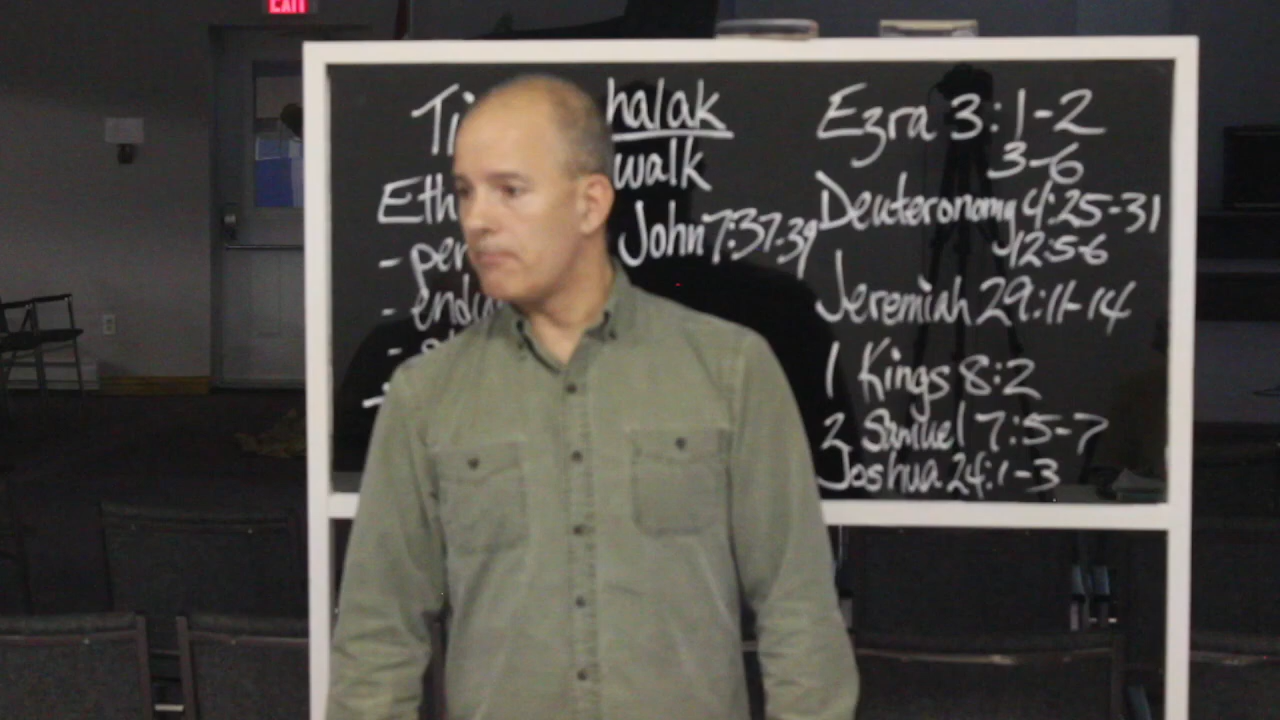 EXIT
halak
walk
John 7:37-39
Ezra 3:1-2
3-6
Deuteronomy 4:25-31
12:5-6
Jeremiah 29:11-14
1 Kings 8:2
2 Samuel 7:5-7
Joshua 24:1-3